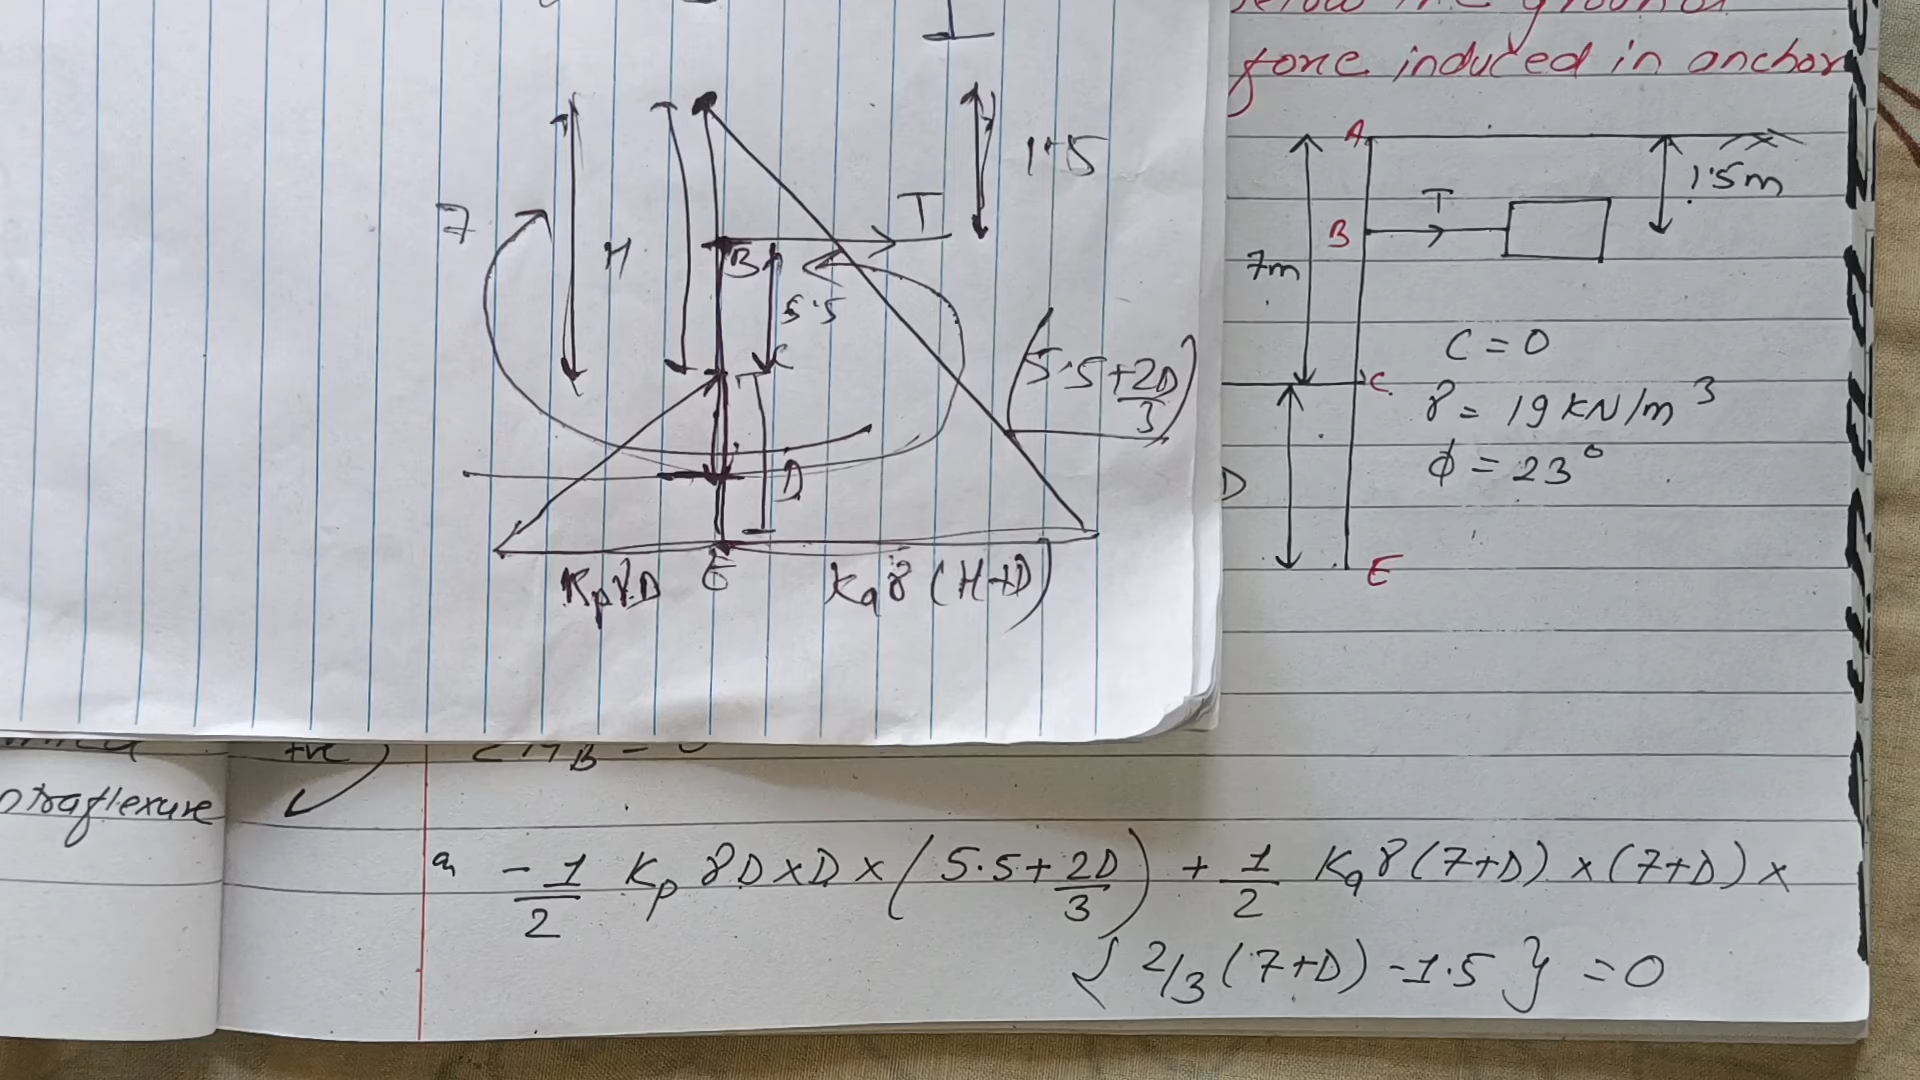 force induced in anchor
1.5
T
7
H
B
5.5
C
(5.5+2D/3)
D
KpγD
E
Kaγ(H+D)
A
1.5m
T
B
7m
C = 0
C
γ = 19 KN/m³
φ = 23°
D
E
+ve
ntraflexure
- 1/2 Kp γD×D×(5.5+2D/3) + 1/2 Kaγ(7+D)×(7+D)×
{2/3(7+D)-1.5} = 0